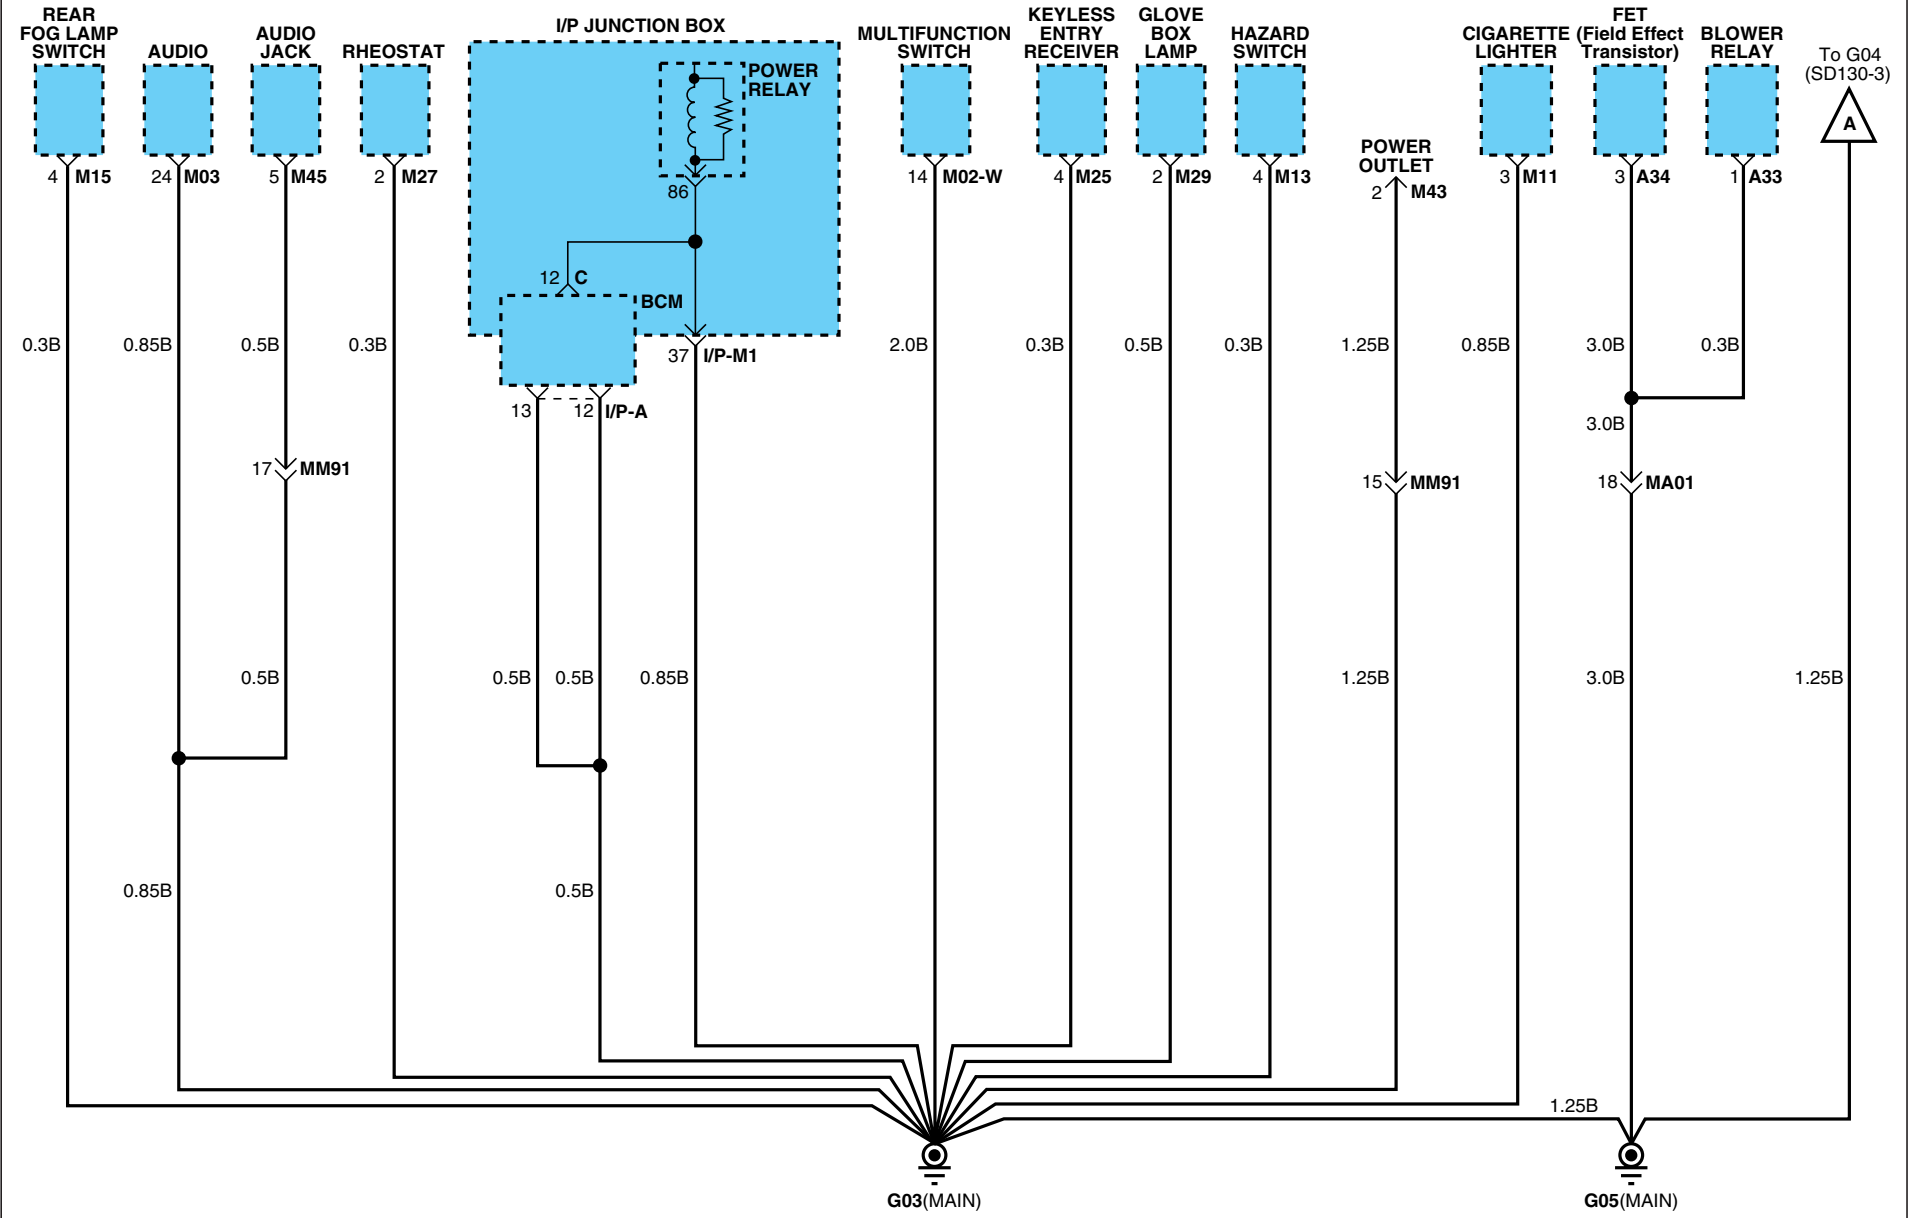 REAR
FOG LAMP
SWITCH
AUDIO
AUDIO
JACK
RHEOSTAT
I/P JUNCTION BOX
POWER
RELAY
MULTIFUNCTION
SWITCH
KEYLESS
ENTRY
RECEIVER
GLOVE
BOX
LAMP
HAZARD
SWITCH
POWER
OUTLET
CIGARETTE
LIGHTER
FET
(Field Effect
Transistor)
BLOWER
RELAY
To G04
(SD130-3)
A
4 M15
24 M03
5 M45
2 M27
86
14 M02-W
4 M25
2 M29
4 M13
2 M43
3 M11
3 A34
1 A33
12 C
BCM
0.3B
0.85B
0.5B
0.3B
37 I/P-M1
2.0B
0.3B
0.5B
0.3B
1.25B
0.85B
3.0B
0.3B
13
12 I/P-A
3.0B
17 MM91
15 MM91
18 MA01
0.5B
0.5B
0.5B
0.85B
1.25B
3.0B
1.25B
0.85B
0.5B
1.25B
G03(MAIN)
G05(MAIN)